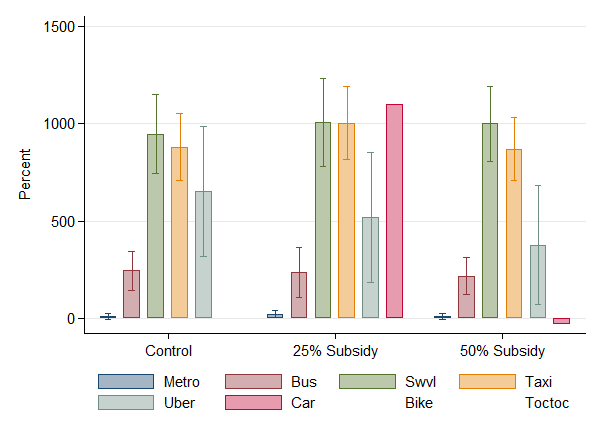 1500
1000
500
0
Percent
Control 25% Subsidy 50% Subsidy
Metro Bus Swvl Taxi
Uber Car Bike Toctoc